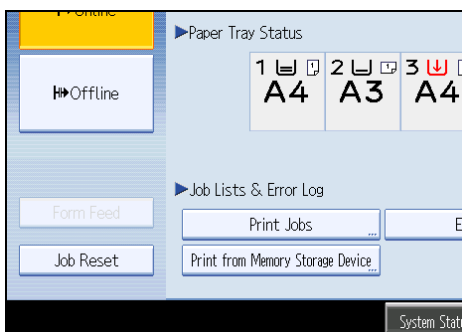 Online
Paper Tray Status
1 2 3
A4 A3 A4
Offline
Job Lists & Error Log
Form Feed
Print Jobs
E
Job Reset
Print from Memory Storage Device
System Stat